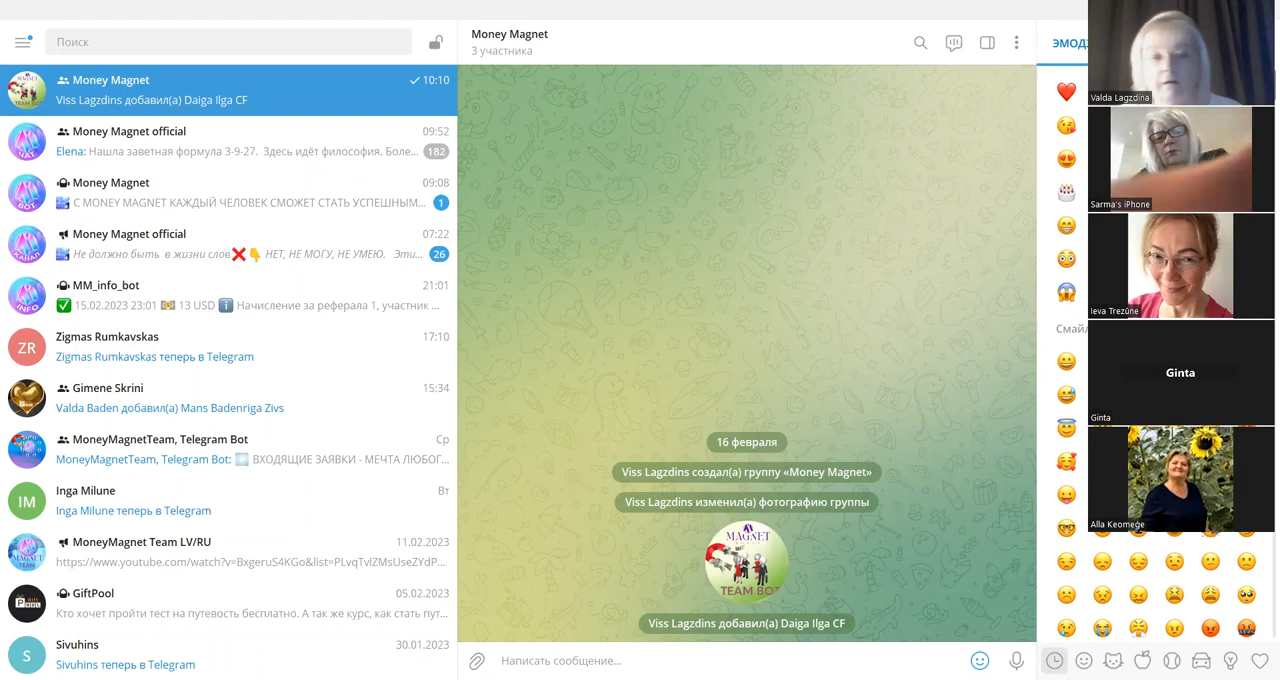 Поиск
Money Magnet
10:10
Viss Lagzdins добавил(а) Daiga Ilga CF
ЧАТ
Money Magnet official
09:52
Elena: Нашла заветная формула 3-9-27. Здесь идёт философия. Боле...
182
БОТ
Money Magnet
09:08
С MONEY MAGNET КАЖДЫЙ ЧЕЛОВЕК СМОЖЕТ СТАТЬ УСПЕШНЫМ...
1
КАНАЛ
Money Magnet official
07:22
Не должно быть в жизни слов❌👇 НЕТ, НЕ МОГУ, НЕ УМЕЮ. Эти...
26
INFO
MM_info_bot
21:01
✅ 15.02.2023 23:01 💵 13 USD ℹ️ Начисление за реферала 1, участник ...
ZR
Zigmas Rumkavskas
17:10
Zigmas Rumkavskas теперь в Telegram
Gimene Skrini
15:34
Valda Baden добавил(а) Mans Badenriga Zivs
MoneyMagnetTeam, Telegram Bot
Ср
MoneyMagnetTeam, Telegram Bot: ВХОДЯЩИЕ ЗАЯВКИ - МЕЧТА ЛЮБОГ...
IM
Inga Milune
Вт
Inga Milune теперь в Telegram
MoneyMagnet Team LV/RU
11.02.2023
https://www.youtube.com/watch?v=BxgeruS4KGo&list=PLvqTvlZMsUseZYdP...
GiftPool
05.02.2023
Кто хочет пройти тест на путевость бесплатно. А так же курс, как стать пут...
S
Sivuhins
30.01.2023
Sivuhins теперь в Telegram
Money Magnet
3 участника
16 февраля
Viss Lagzdins создал(а) группу «Money Magnet»
Viss Lagzdins изменил(а) фотографию группы
MAGNET
TEAM BOT
Viss Lagzdins добавил(а) Daiga Ilga CF
Написать сообщение...
ЭМОД
Смайл
Valda Lagzdina
Sarma's iPhone
Ieva Trezūne
Ginta
Ginta
Alla Keomege